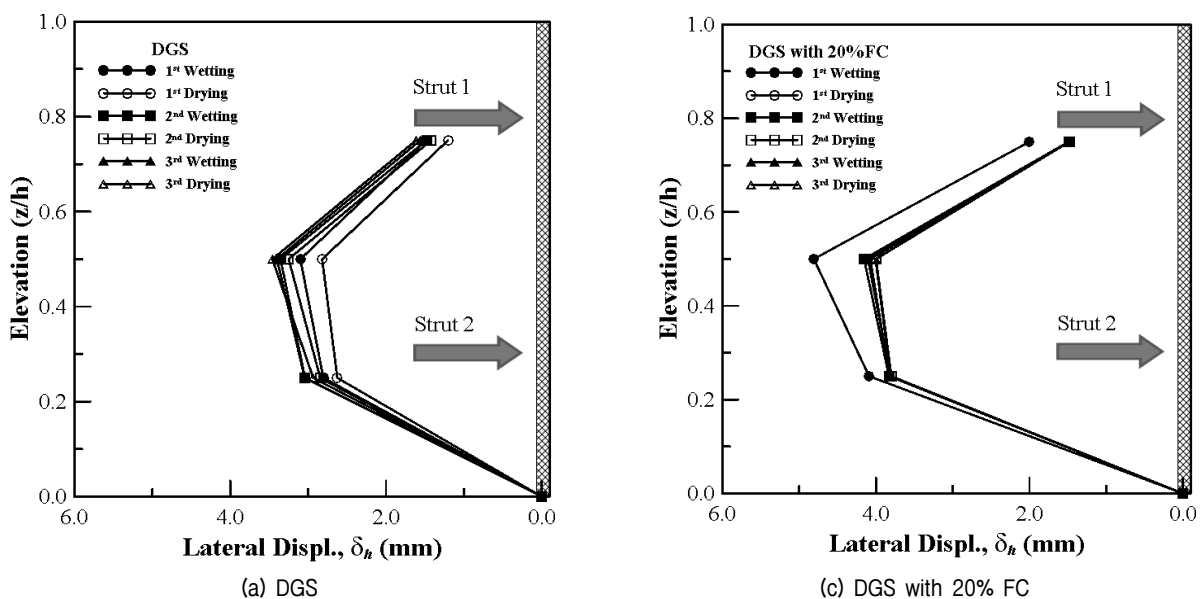 1.0
0.8
0.6
0.4
0.2
0.0
Elevation (z/h)
DGS
1st Wetting
1st Drying
2nd Wetting
2nd Drying
3rd Wetting
3rd Drying
Strut 1
Strut 2
6.0 4.0 2.0 0.0
Lateral Displ., δh (mm)
(a) DGS
1.0
0.8
0.6
0.4
0.2
0.0
Elevation (z/h)
DGS with 20%FC
1st Wetting
1st Drying
2nd Wetting
2nd Drying
3rd Wetting
3rd Drying
Strut 1
Strut 2
6.0 4.0 2.0 0.0
Lateral Displ., δh (mm)
(c) DGS with 20% FC